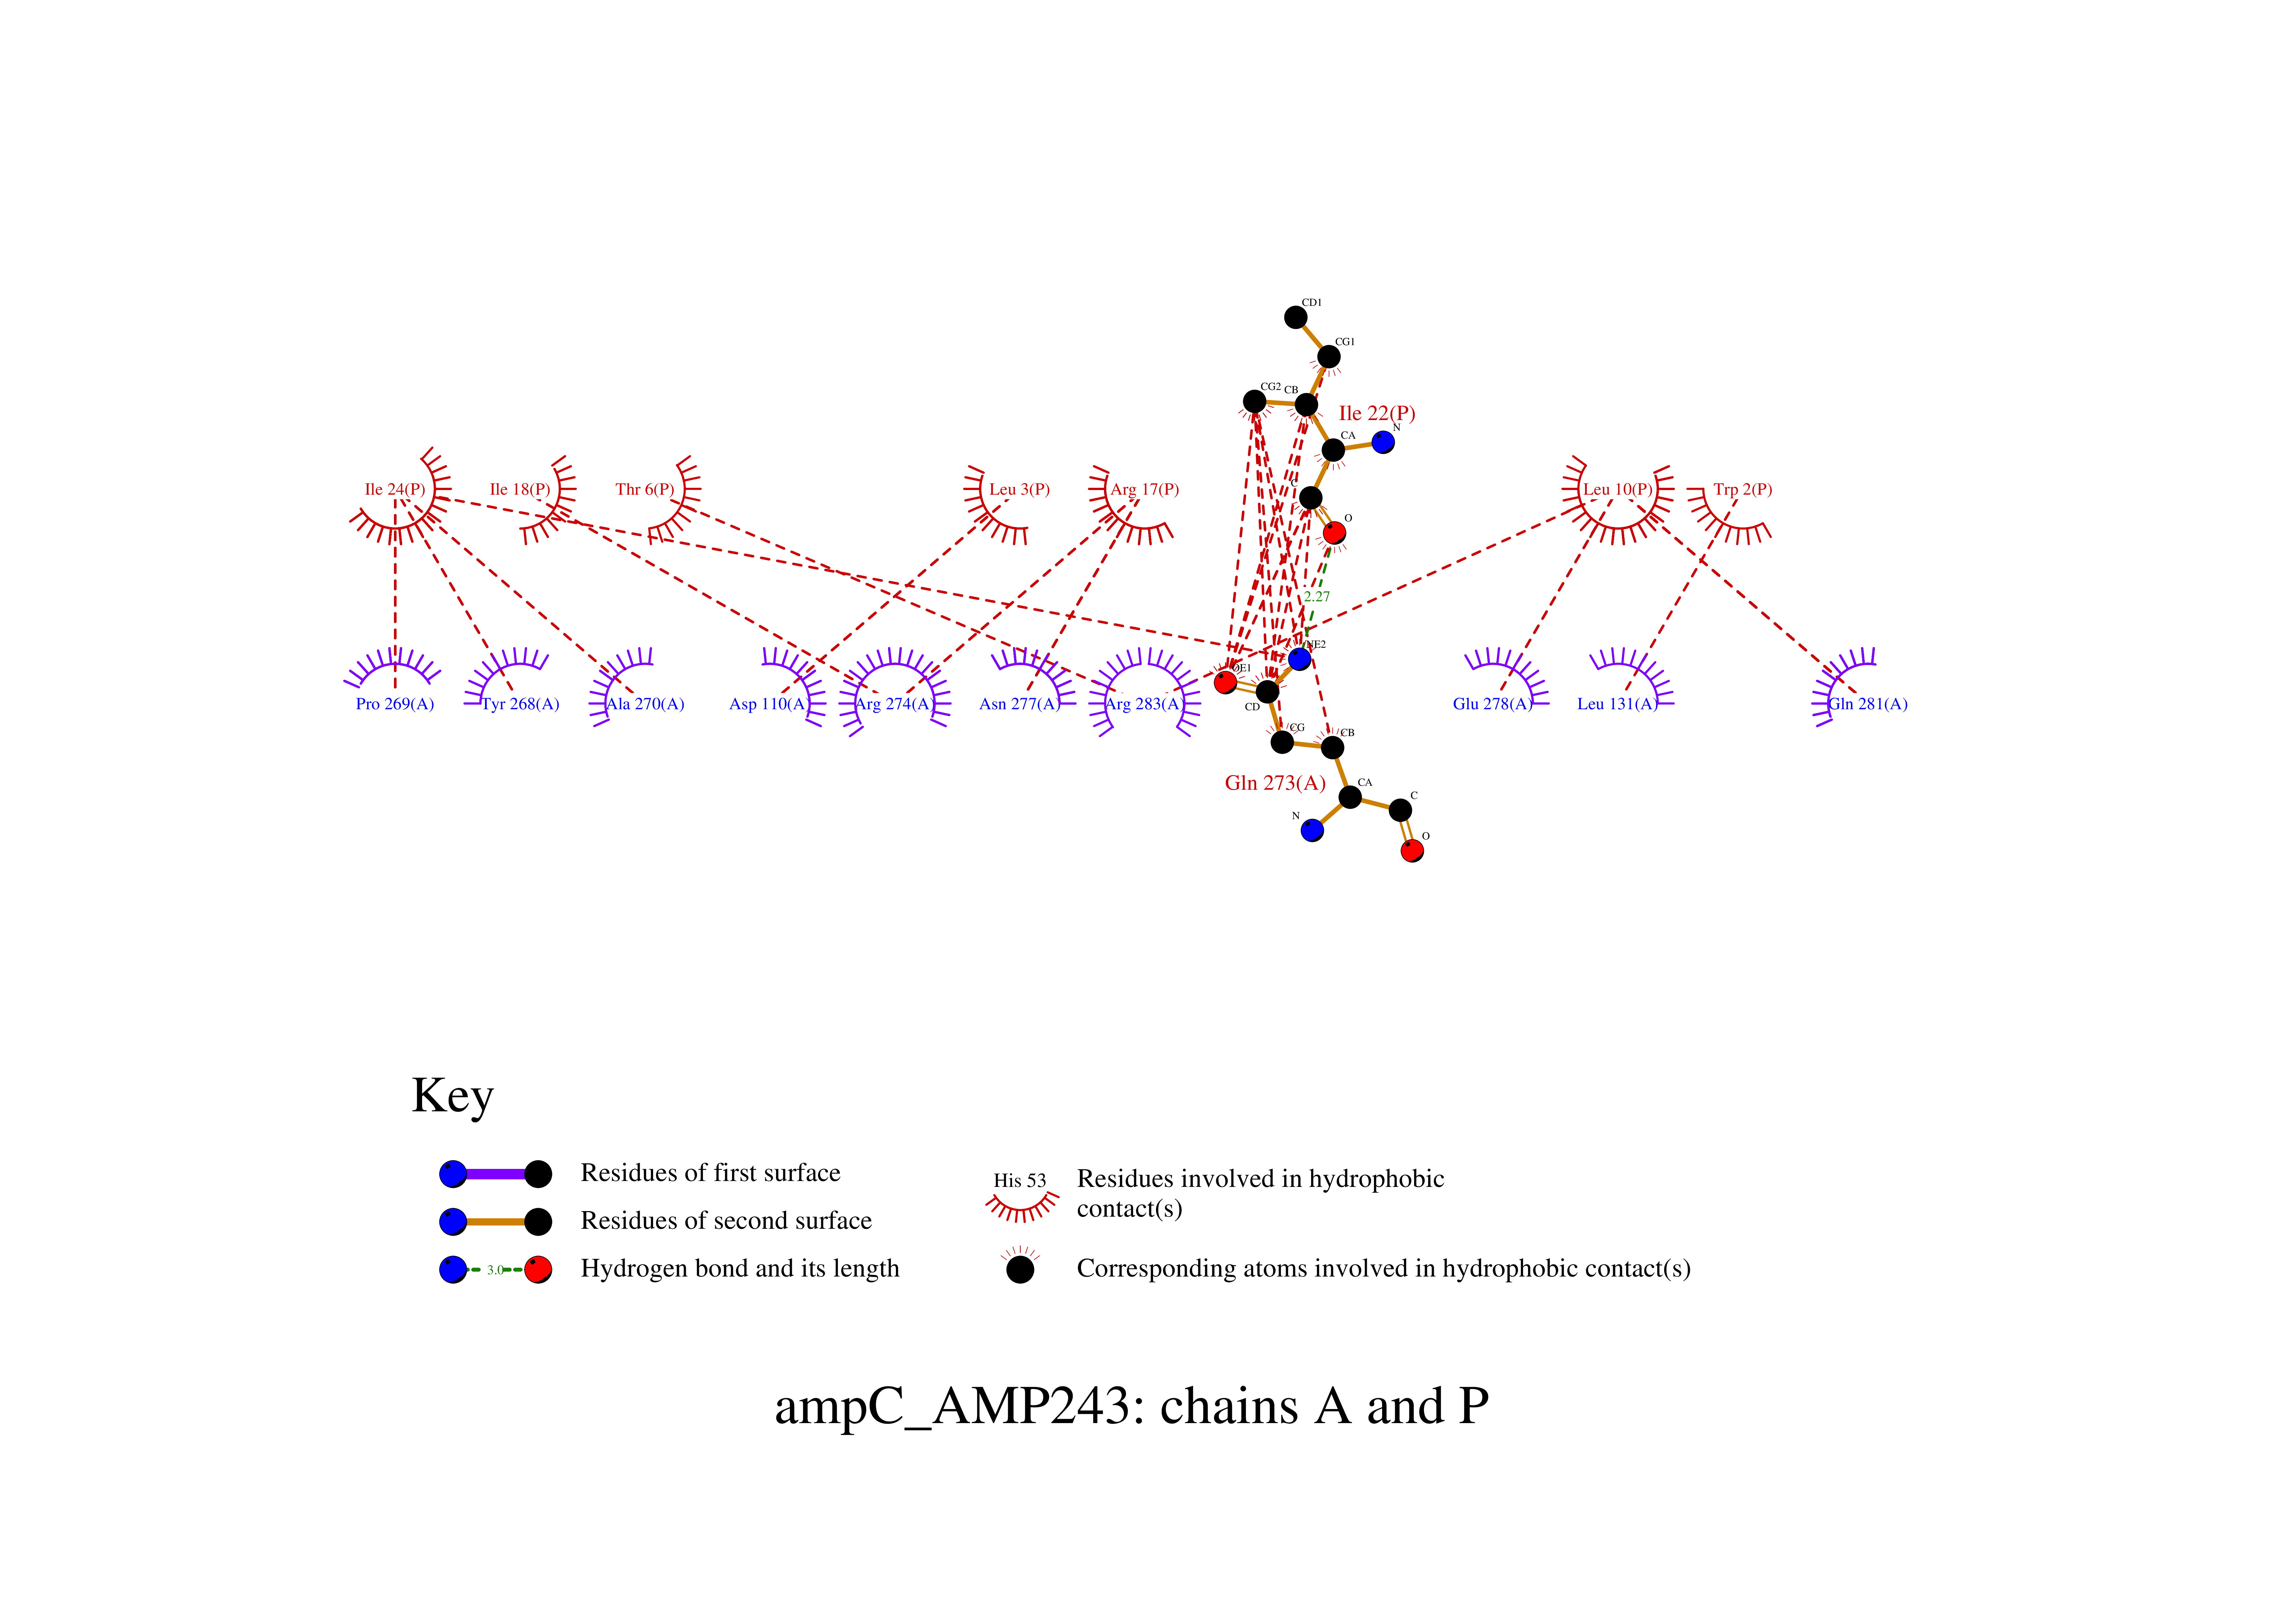 CD1
CG1
CG2 CB
Ile 22(P)
N
CA
C
O
Ile 24(P) Ile 18(P) Thr 6(P) Leu 3(P) Arg 17(P) Leu 10(P) Trp 2(P)
2.27
NE2
OE1
CD
Pro 269(A) Tyr 268(A) Ala 270(A) Asp 110(A) Arg 274(A) Asn 277(A) Arg 283(A) Glu 278(A) Leu 131(A) Gln 281(A)
CG
CB
Gln 273(A)
CA
C
N
O
Key
Residues of first surface
Residues of second surface
3.0
Hydrogen bond and its length
His 53
Residues involved in hydrophobic
contact(s)
Corresponding atoms involved in hydrophobic contact(s)
ampC_AMP243: chains A and P